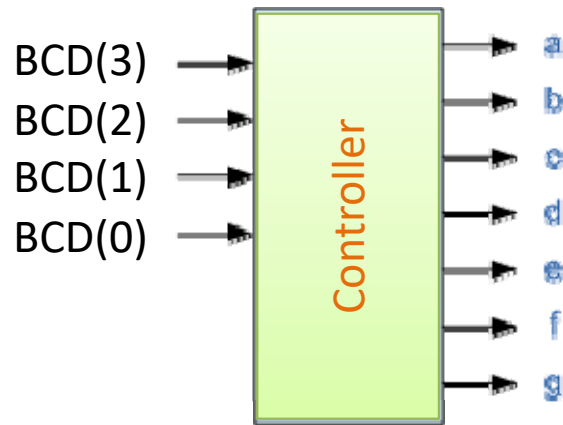 BCD(3)
BCD(2)
BCD(1)
BCD(0)
Controller
a
b
c
d
e
f
g